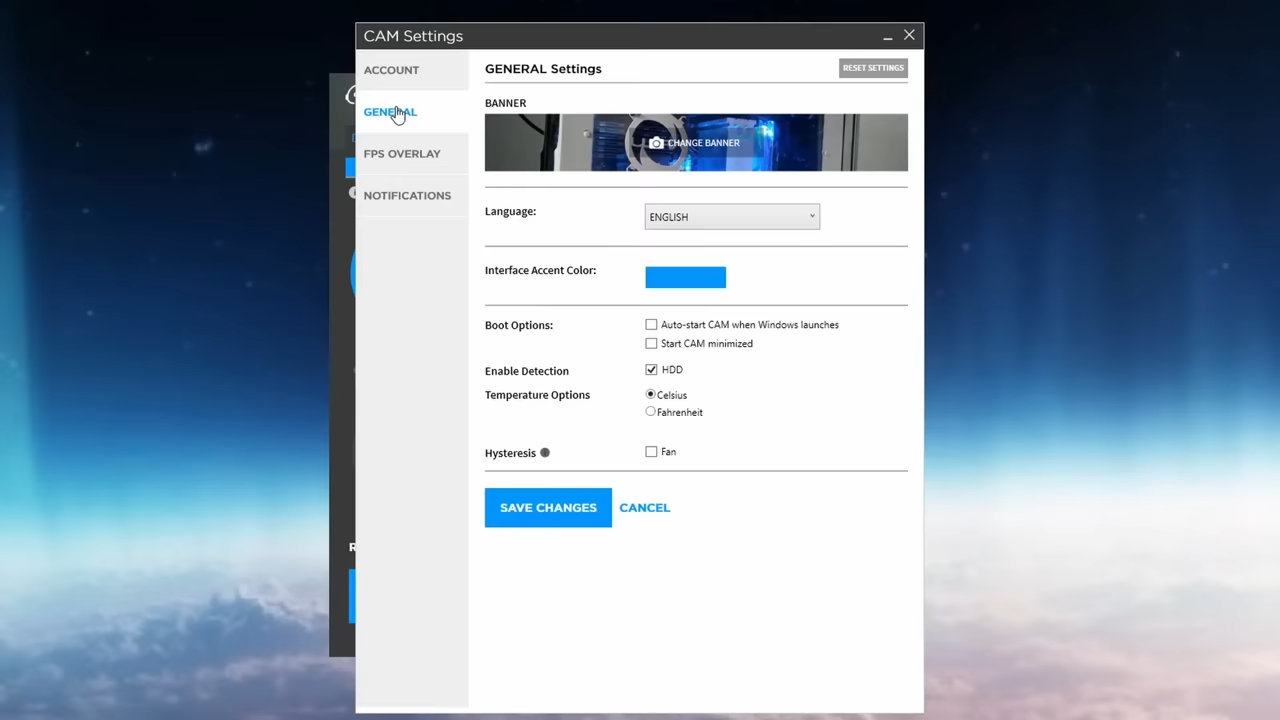 CAM Settings
ACCOUNT
GENERAL
FPS OVERLAY
NOTIFICATIONS
GENERAL Settings
RESET SETTINGS
BANNER
CHANGE BANNER
Language:
ENGLISH
Interface Accent Color:
Boot Options:
Auto-start CAM when Windows launches
Start CAM minimized
Enable Detection
HDD
Temperature Options
Celsius
Fahrenheit
Hysteresis
Fan
SAVE CHANGES
CANCEL